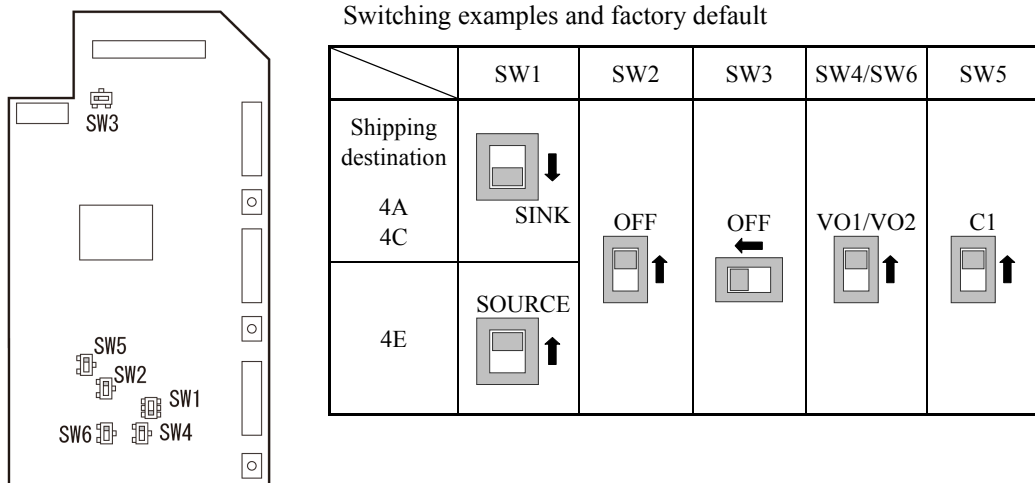 Switching examples and factory default
SW3
SW5
SW2
SW1
SW6
SW4
SW1 SW2 SW3 SW4/SW6 SW5
Shipping
destination
4A
4C
SINK
OFF
OFF
VO1/VO2
C1
4E
SOURCE